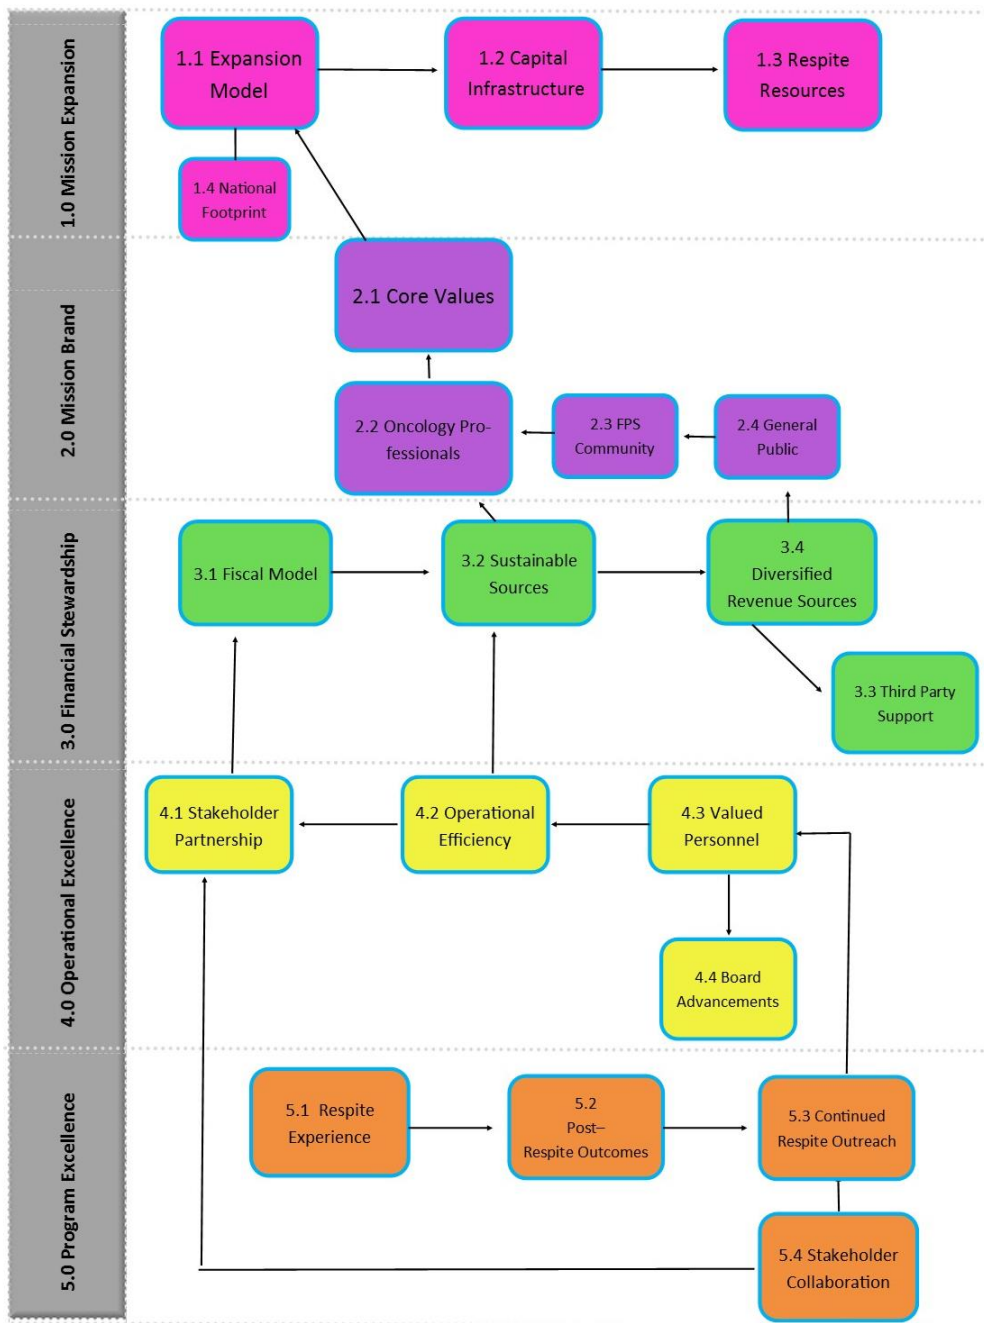 1.0 Mission Expansion
1.1 Expansion
Model
1.2 Capital
Infrastructure
1.3 Respite
Resources
1.4 National
Footprint
2.0 Mission Brand
2.1 Core Values
2.2 Oncology Pro-
fessionals
2.3 FPS
Community
2.4 General
Public
3.0 Financial Stewardship
3.1 Fiscal Model
3.2 Sustainable
Sources
3.4
Diversified
Revenue Sources
3.3 Third Party
Support
4.0 Operational Excellence
4.1 Stakeholder
Partnership
4.2 Operational
Efficiency
4.3 Valued
Personnel
4.4 Board
Advancements
5.0 Program Excellence
5.1 Respite
Experience
5.2
Post–
Respite Outcomes
5.3 Continued
Respite Outreach
5.4 Stakeholder
Collaboration